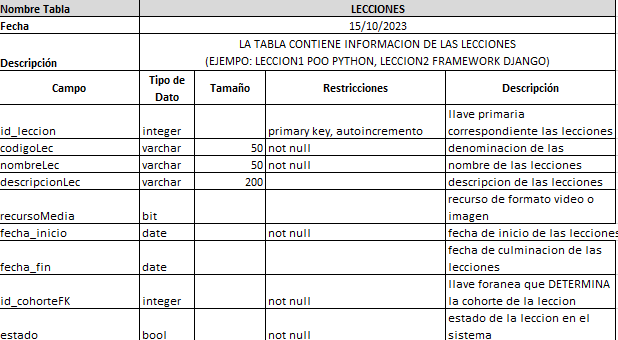 Nombre Tabla LECCIONES
Fecha 15/10/2023
LA TABLA CONTIENE INFORMACION DE LAS LECCIONES
Descripción (EJEMPO: LECCION1 POO PYTHON, LECCION2 FRAMEWORK DJANGO)
Campo Tipo de Dato Tamaño Restricciones Descripción
id_leccion integer primary key, autoincremento llave primaria correspondiente las lecciones
codigoLec varchar 50 not null denominacion de las
nombreLec varchar 50 not null nombre de las lecciones
descripcionLec varchar 200 descripcion de las lecciones
recursoMedia bit recurso de formato video o imagen
fecha_inicio date not null fecha de inicio de las lecciones
fecha_fin date fecha de culminacion de las lecciones
id_cohorteFK integer not null llave foranea que DETERMINA la cohorte de la leccion
estado bool not null estado de la leccion en el sistema